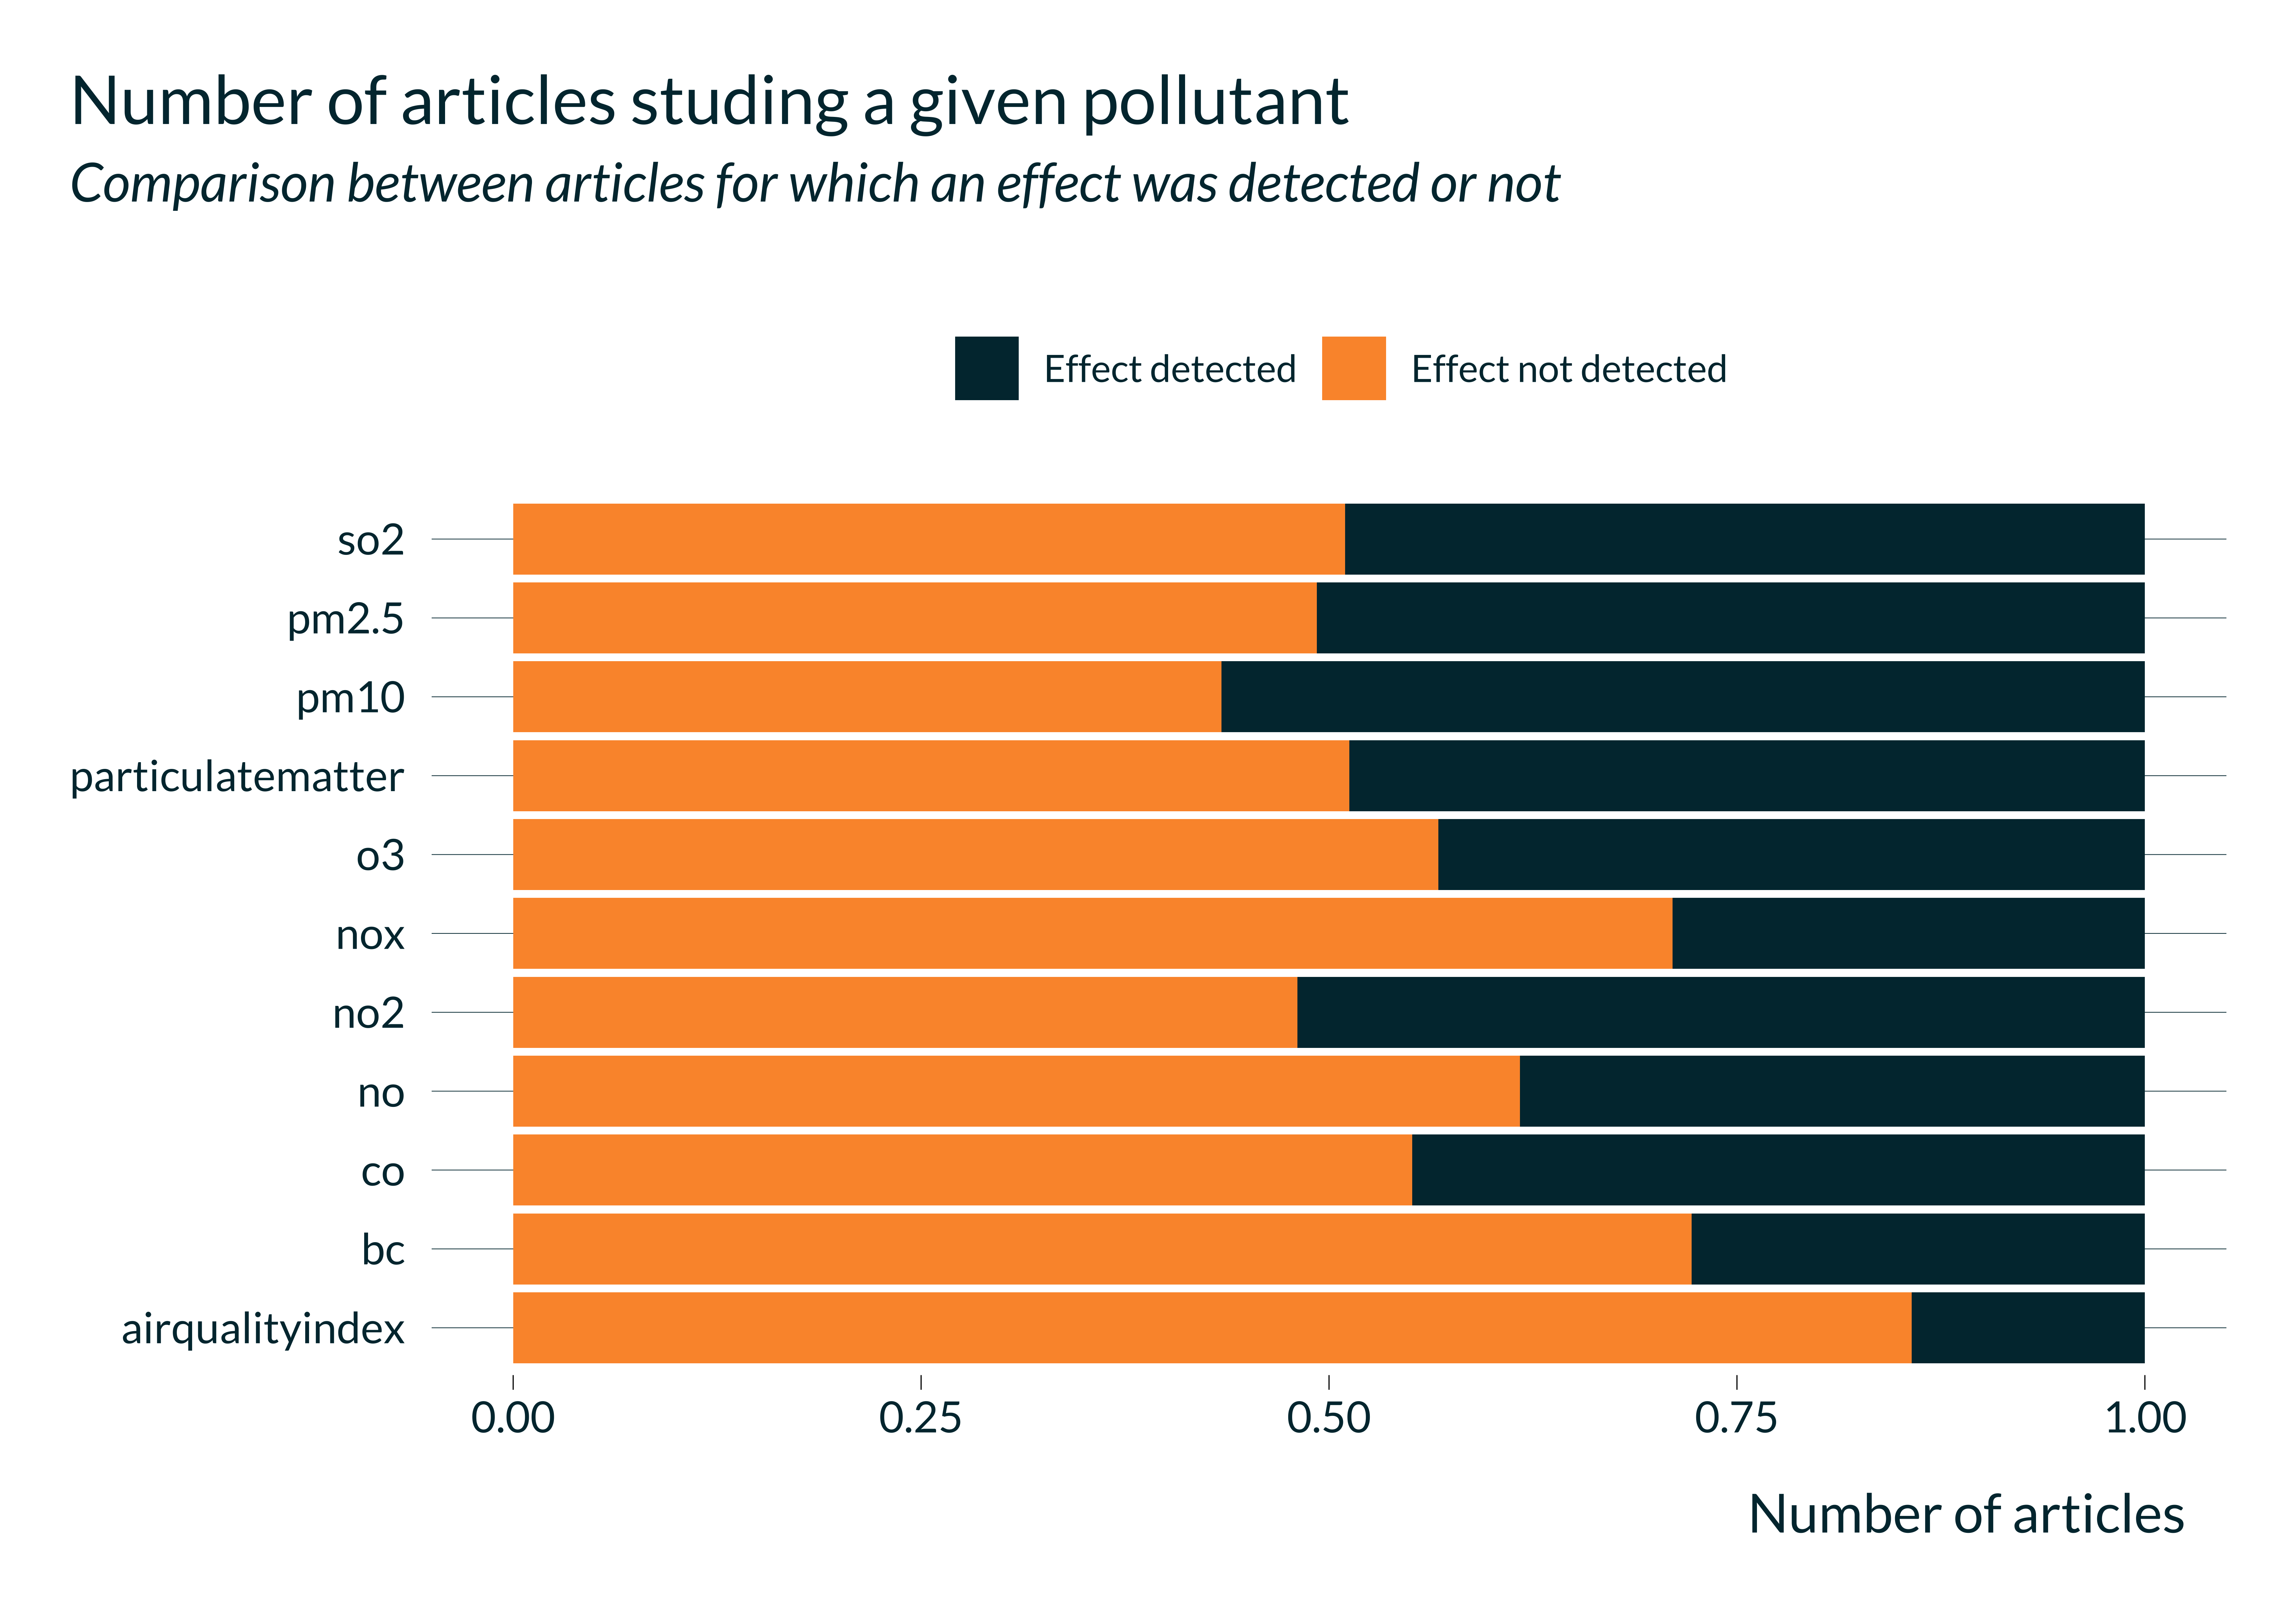 Number of articles studing a given pollutant
Comparison between articles for which an effect was detected or not
Effect detected
Effect not detected
so2
pm2.5
pm10
particulatematter
o3
nox
no2
no
co
bc
airqualityindex
0.00 0.25 0.50 0.75 1.00
Number of articles